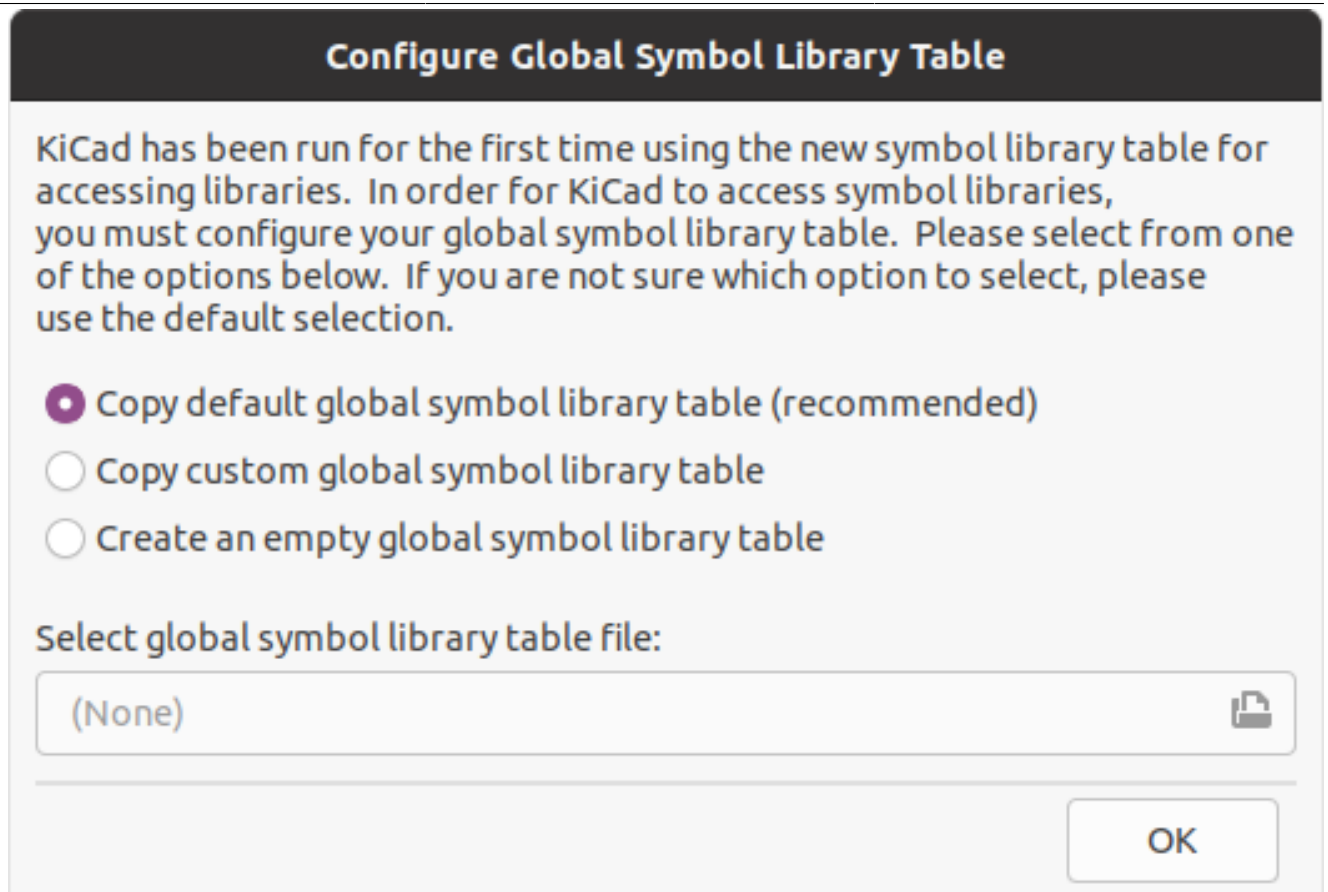 Configure Global Symbol Library Table
KiCad has been run for the first time using the new symbol library table for
accessing libraries.  In order for KiCad to access symbol libraries,
you must configure your global symbol library table.  Please select from one
of the options below.  If you are not sure which option to select, please
use the default selection.
Copy default global symbol library table (recommended)
Copy custom global symbol library table
Create an empty global symbol library table
Select global symbol library table file:
(None)
OK